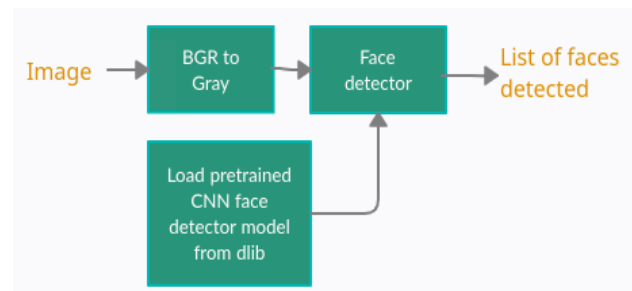 Image
BGR to
Gray
Face
detector
List of faces
detected
Load pretrained
CNN face
detector model
from dlib